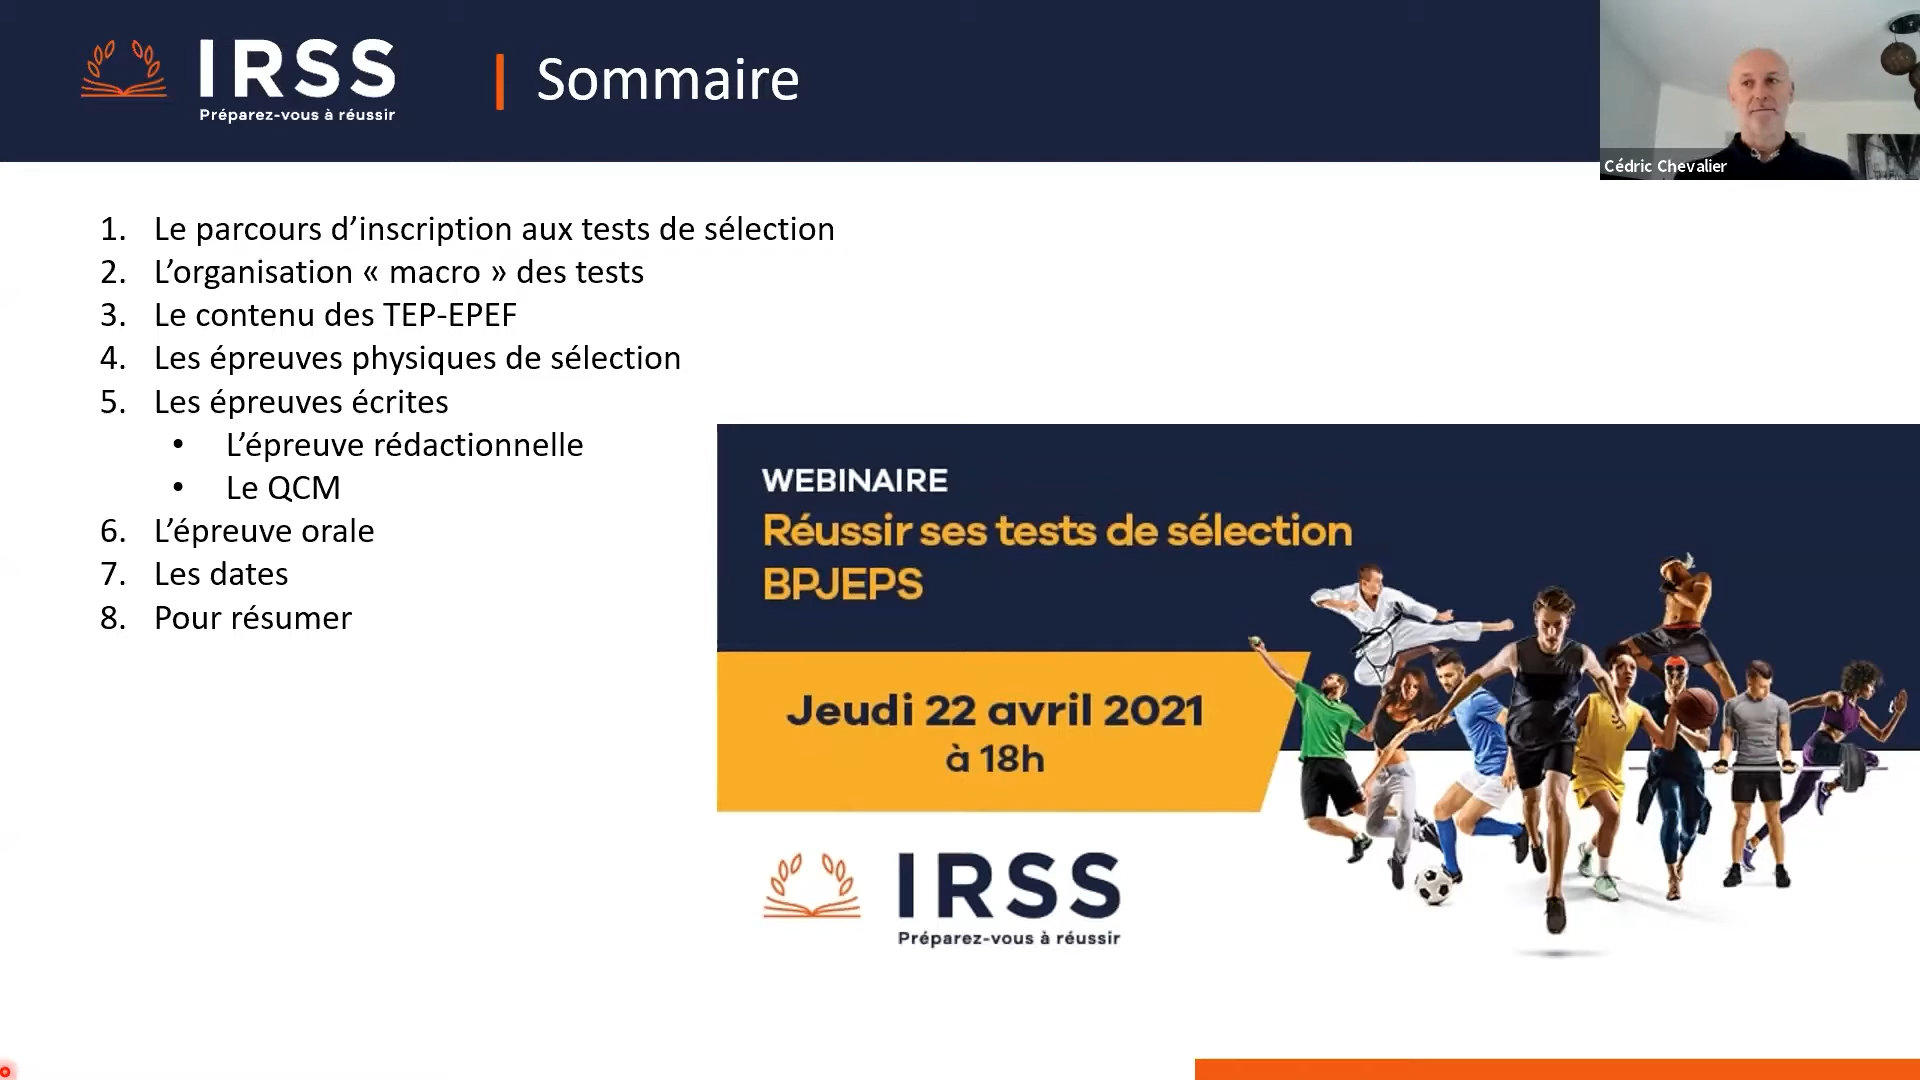 IRSS
Préparez-vous à réussir
Sommaire
Cédric Chevalier
1. Le parcours d’inscription aux tests de sélection
2. L’organisation « macro » des tests
3. Le contenu des TEP-EPEF
4. Les épreuves physiques de sélection
5. Les épreuves écrites
• L’épreuve rédactionnelle
• Le QCM
6. L’épreuve orale
7. Les dates
8. Pour résumer
WEBINAIRE
Réussir ses tests de sélection
BPJEPS
Jeudi 22 avril 2021
à 18h
IRSS
Préparez-vous à réussir